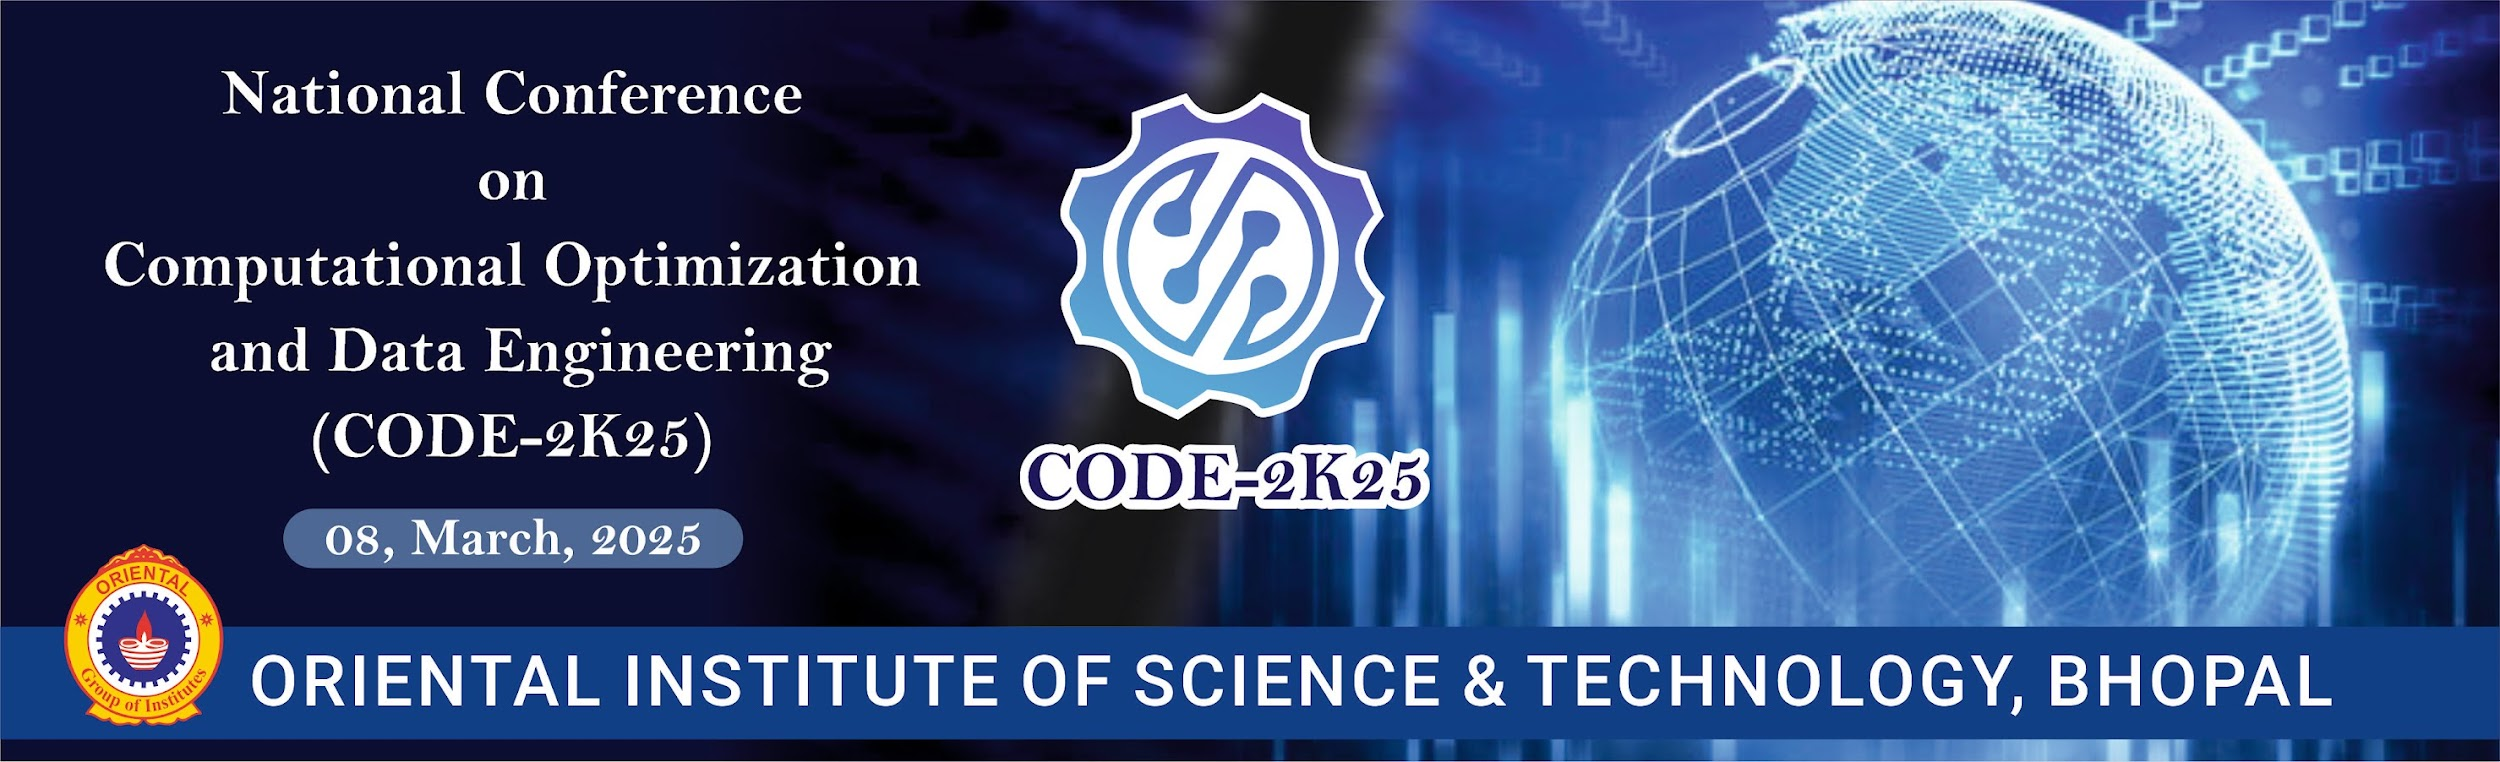 National Conference
on
Computational Optimization
and Data Engineering
(CODE-2K25)
08, March, 2025
CODE-2K25
ORIENTAL
Group of Institutes
ORIENTAL INSTITUTE OF SCIENCE & TECHNOLOGY, BHOPAL